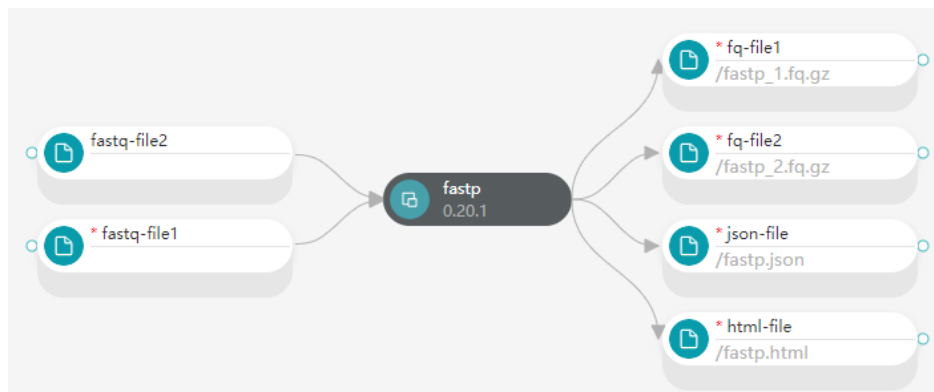 fastq-file2
* fastq-file1
fastp
0.20.1
* fq-file1
/fastp_1.fq.gz
* fq-file2
/fastp_2.fq.gz
* json-file
/fastp.json
* html-file
/fastp.html